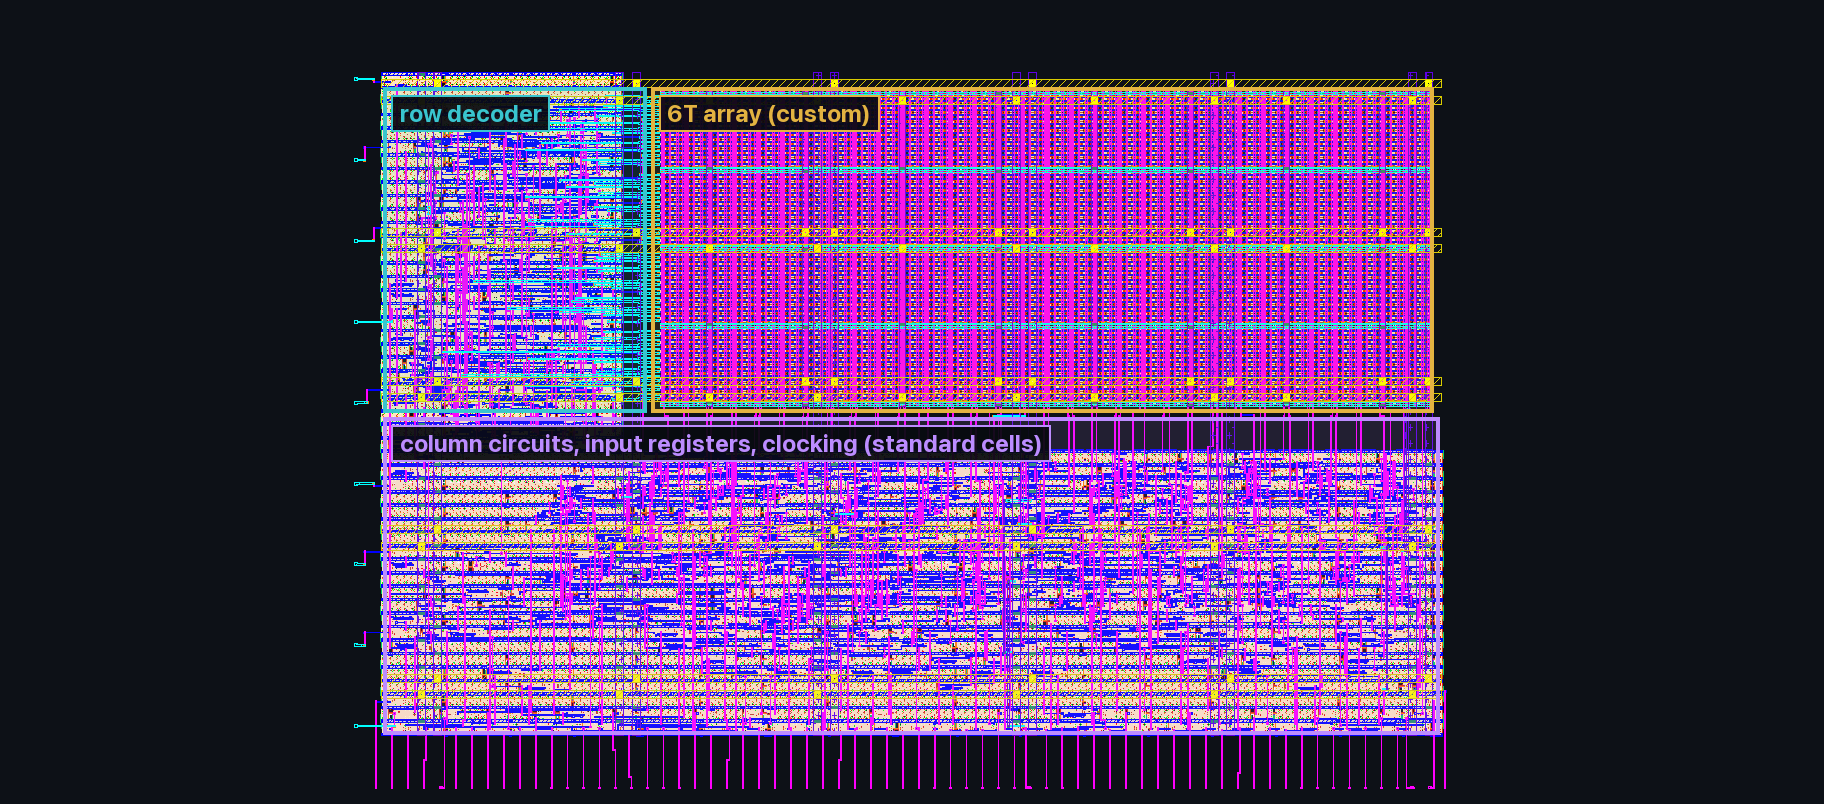 row decoder
6T array (custom)
column circuits, input registers, clocking (standard cells)